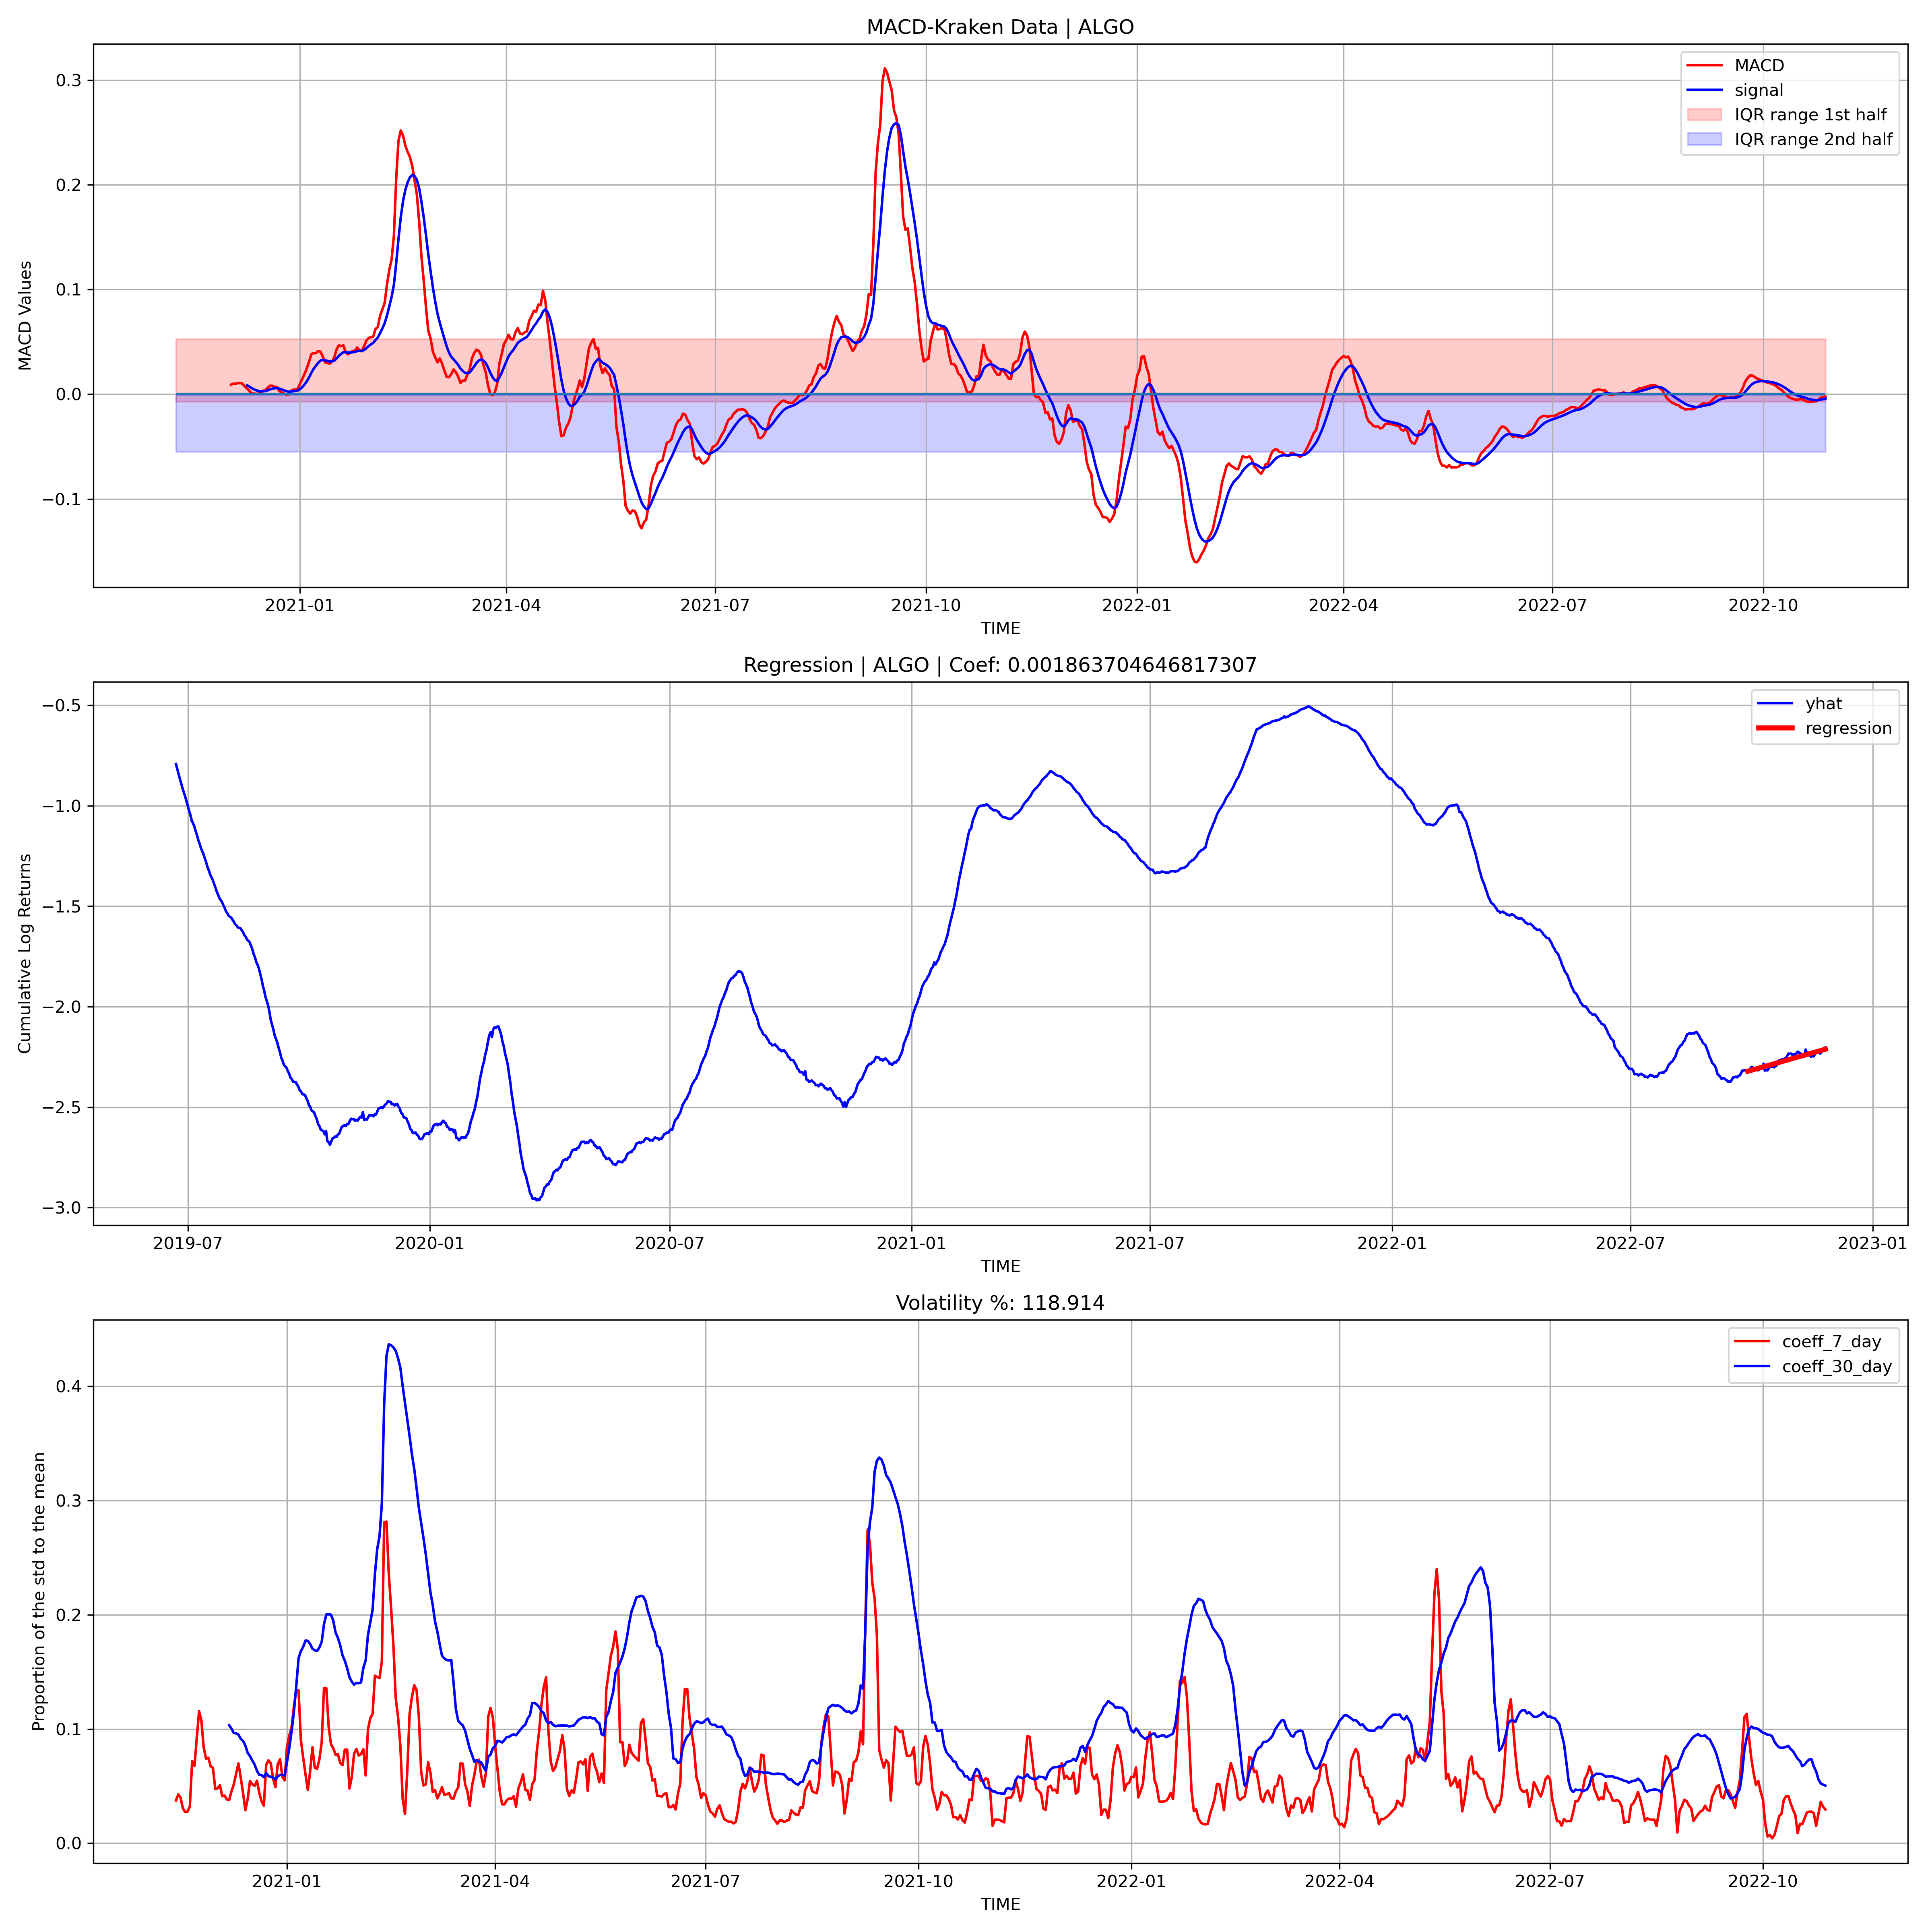 MACD-Kraken Data | ALGO
MACD Values
0.3
0.2
0.1
0.0
−0.1
MACD
signal
IQR range 1st half
IQR range 2nd half
2021-01 2021-04 2021-07 2021-10 2022-01 2022-04 2022-07 2022-10
TIME
Regression | ALGO | Coef: 0.001863704646817307
Cumulative Log Returns
−0.5
−1.0
−1.5
−2.0
−2.5
−3.0
yhat
regression
2019-07 2020-01 2020-07 2021-01 2021-07 2022-01 2022-07 2023-01
TIME
Volatility %: 118.914
Proportion of the std to the mean
0.4
0.3
0.2
0.1
0.0
coeff_7_day
coeff_30_day
2021-01 2021-04 2021-07 2021-10 2022-01 2022-04 2022-07 2022-10
TIME